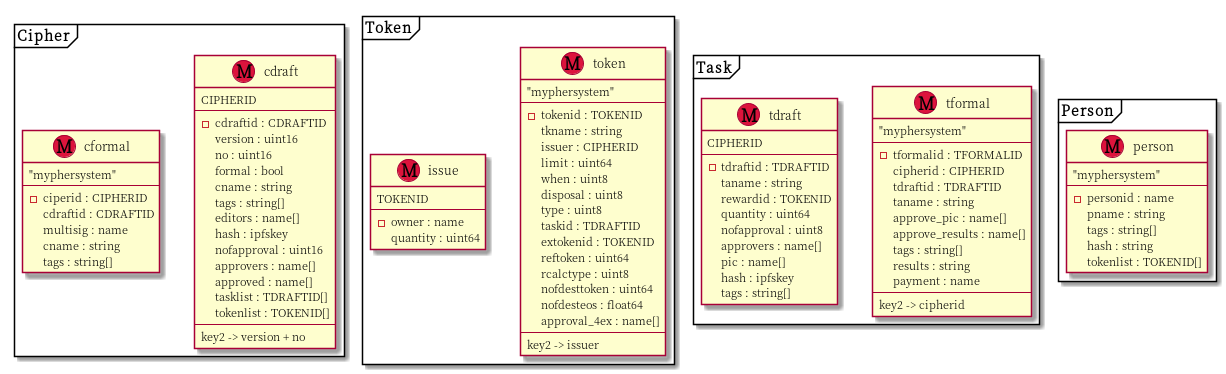 Cipher
M cformal
"myphersystem"
ciperid : CIPHERID
cdraftid : CDRAFTID
multisig : name
cname : string
tags : string[]
M cdraft
CIPHERID
cdraftid : CDRAFTID
version : uint16
no : uint16
formal : bool
cname : string
tags : string[]
editors : name[]
hash : ipfskey
nofapproval : uint16
approvers : name[]
approved : name[]
tasklist : TDRAFTID[]
tokenlist : TOKENID[]
key2 -> version + no
Token
M issue
TOKENID
owner : name
quantity : uint64
M token
"myphersystem"
tokenid : TOKENID
tkname : string
issuer : CIPHERID
limit : uint64
when : uint8
disposal : uint8
type : uint8
taskid : TDRAFTID
extokenid : TOKENID
reftoken : uint64
rcalctype : uint8
nofdesttoken : uint64
nofdesteos : float64
approval_4ex : name[]
key2 -> issuer
Task
M tdraft
CIPHERID
tdraftid : TDRAFTID
taname : string
rewardid : TOKENID
quantity : uint64
nofapproval : uint8
approvers : name[]
pic : name[]
hash : ipfskey
tags : string[]
M tformal
"myphersystem"
tformalid : TFORMALID
cipherid : CIPHERID
tdraftid : TDRAFTID
taname : string
approve_pic : name[]
approve_results : name[]
tags : string[]
results : string
payment : name
key2 -> cipherid
Person
M person
"myphersystem"
personid : name
pname : string
tags : string[]
hash : string
tokenlist : TOKENID[]